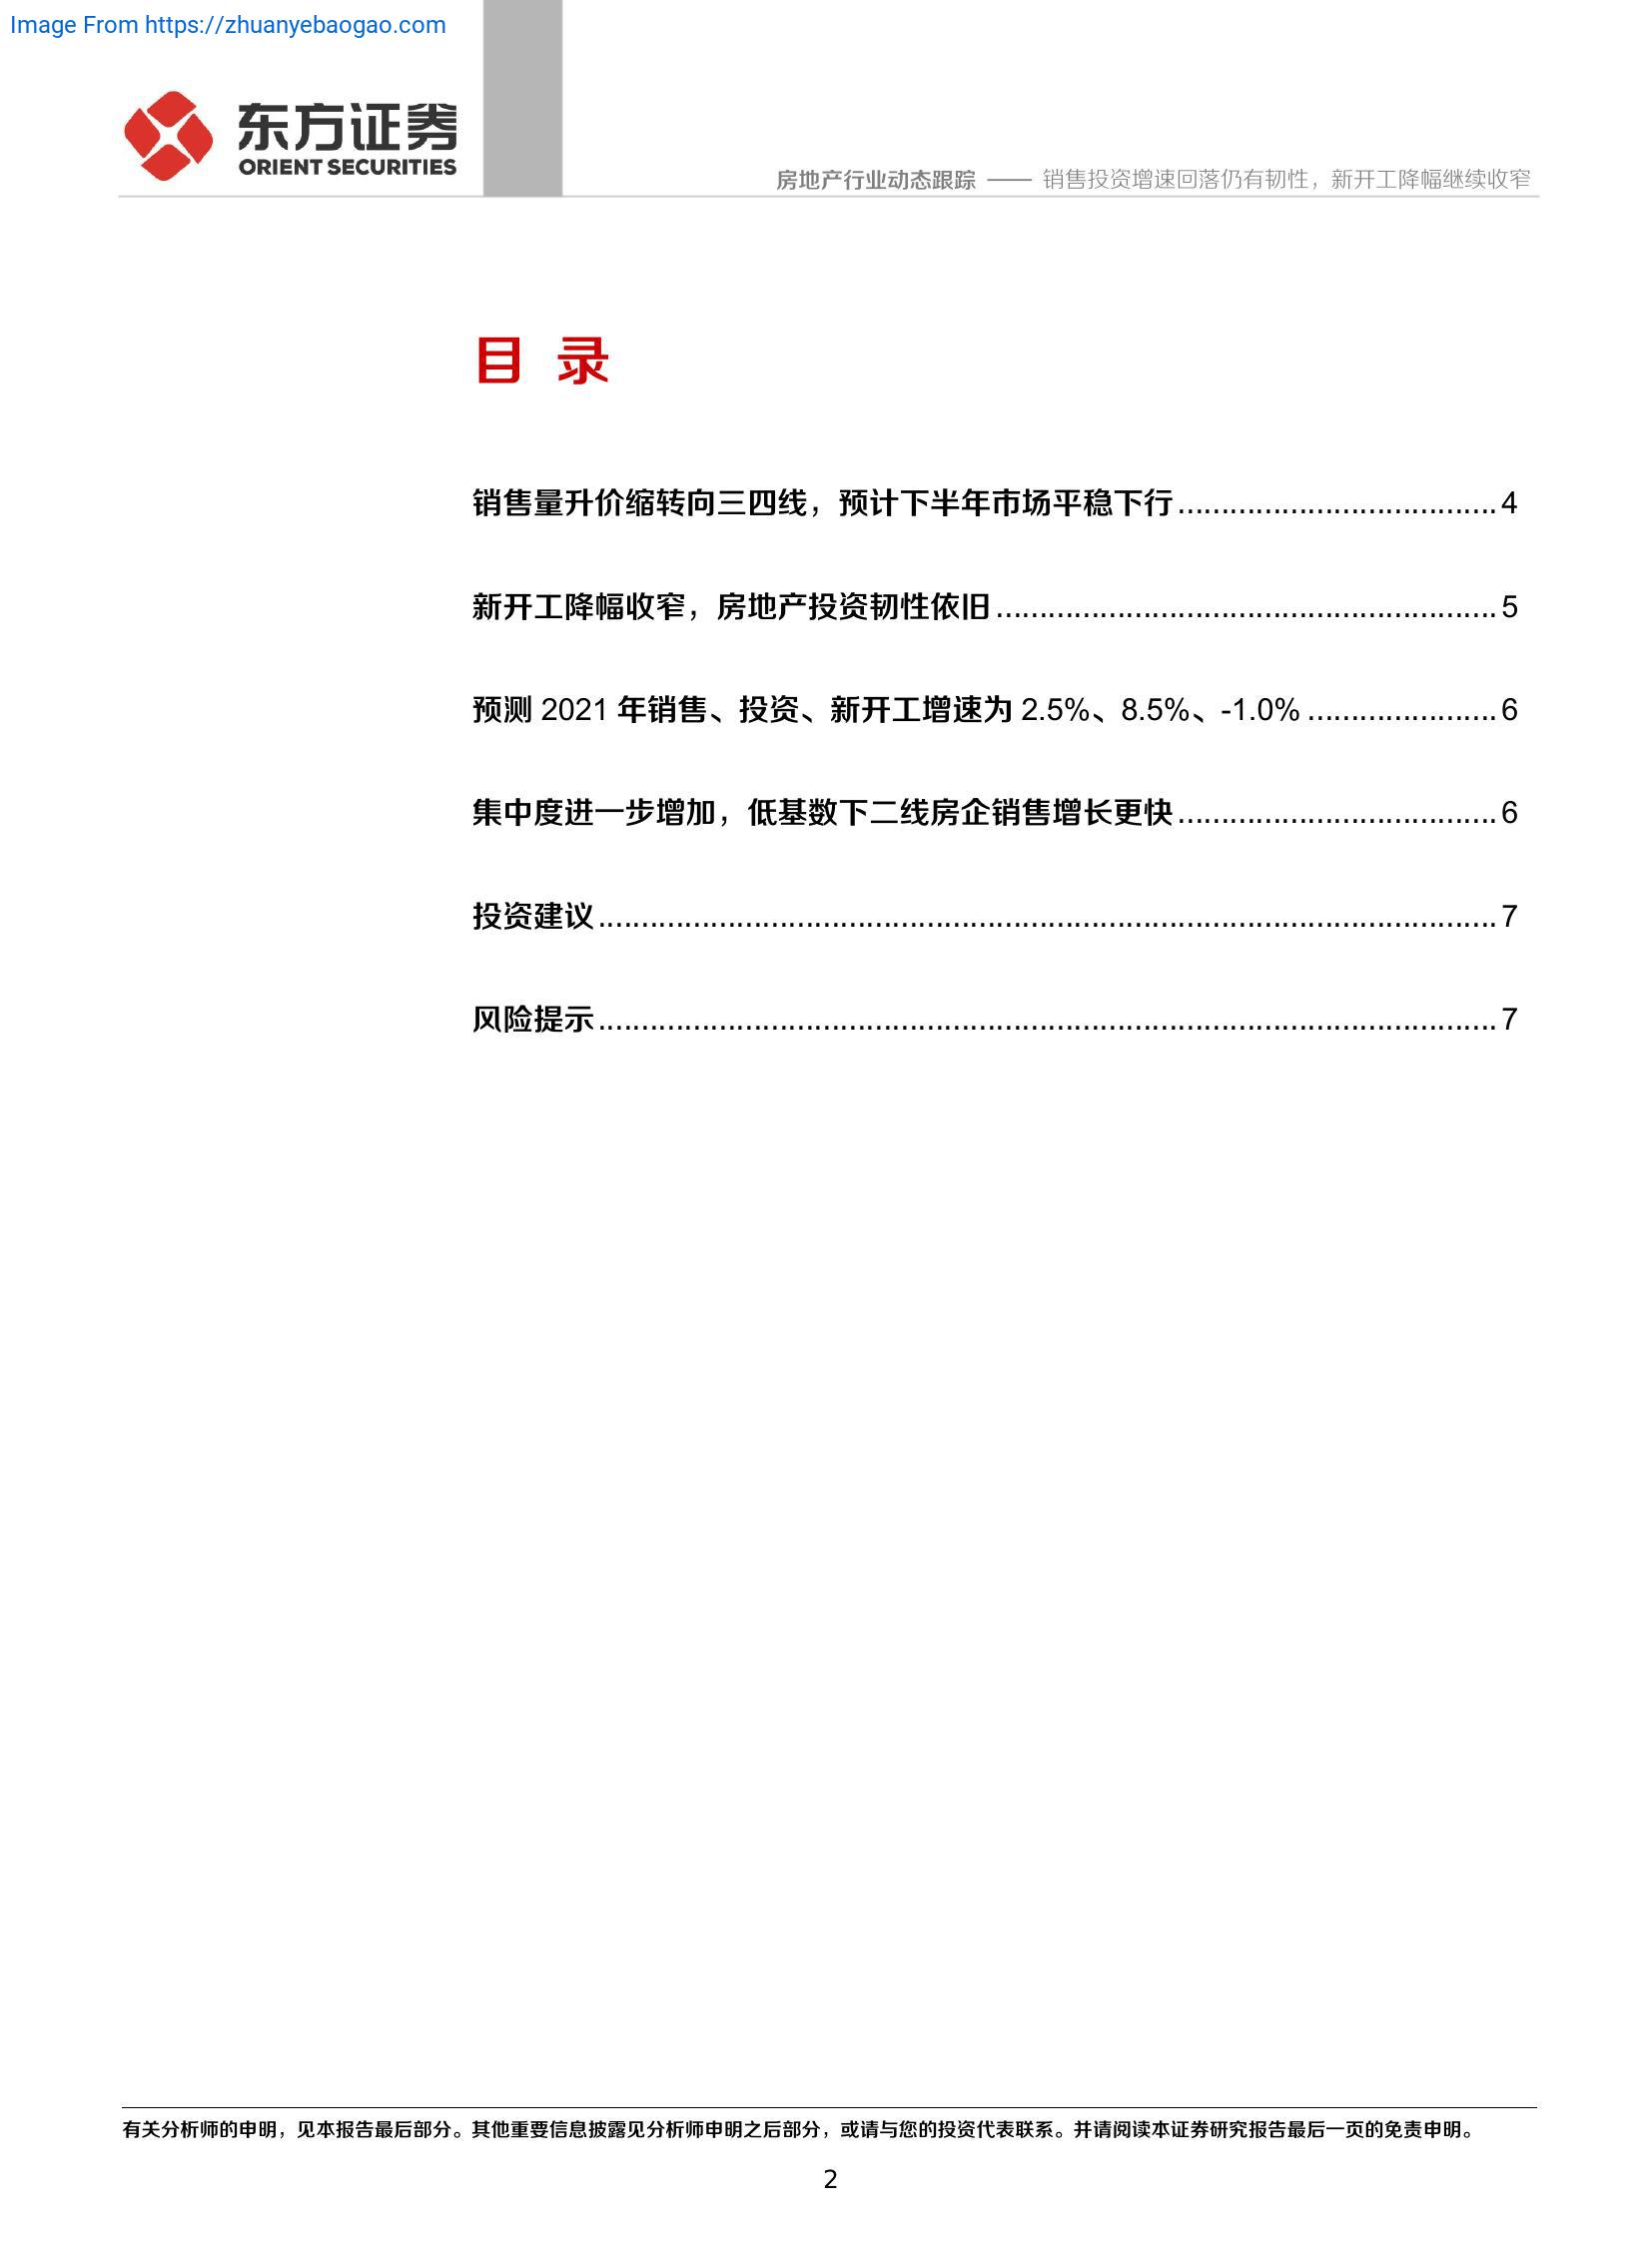 Image From https://zhuanyebaogao.com
东方证券
ORIENT SECURITIES
房地产行业动态跟踪 —— 销售投资增速回落仍有韧性，新开工降幅继续收窄
目 录
销售量升价缩转向三四线，预计下半年市场平稳下行.....................................4
新开工降幅收窄，房地产投资韧性依旧..........................................................5
预测 2021 年销售、投资、新开工增速为 2.5%、8.5%、-1.0%......................6
集中度进一步增加，低基数下二线房企销售增长更快.....................................6
投资建议........................................................................................................7
风险提示........................................................................................................7
有关分析师的申明，见本报告最后部分。其他重要信息披露见分析师申明之后部分，或请与您的投资代表联系。并请阅读本证券研究报告最后一页的免责申明。
2